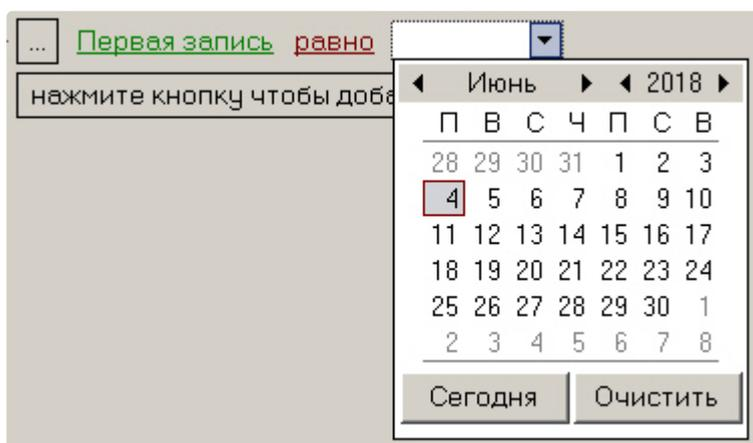 ... Первая запись равно
Июнь 2018
нажмите кнопку чтобы
П В С Ч П С В
28 29 30 31 1 2 3
4 5 6 7 8 9 10
11 12 13 14 15 16 17
18 19 20 21 22 23 24
25 26 27 28 29 30 1
2 3 4 5 6 7 8
Сегодня Очистить